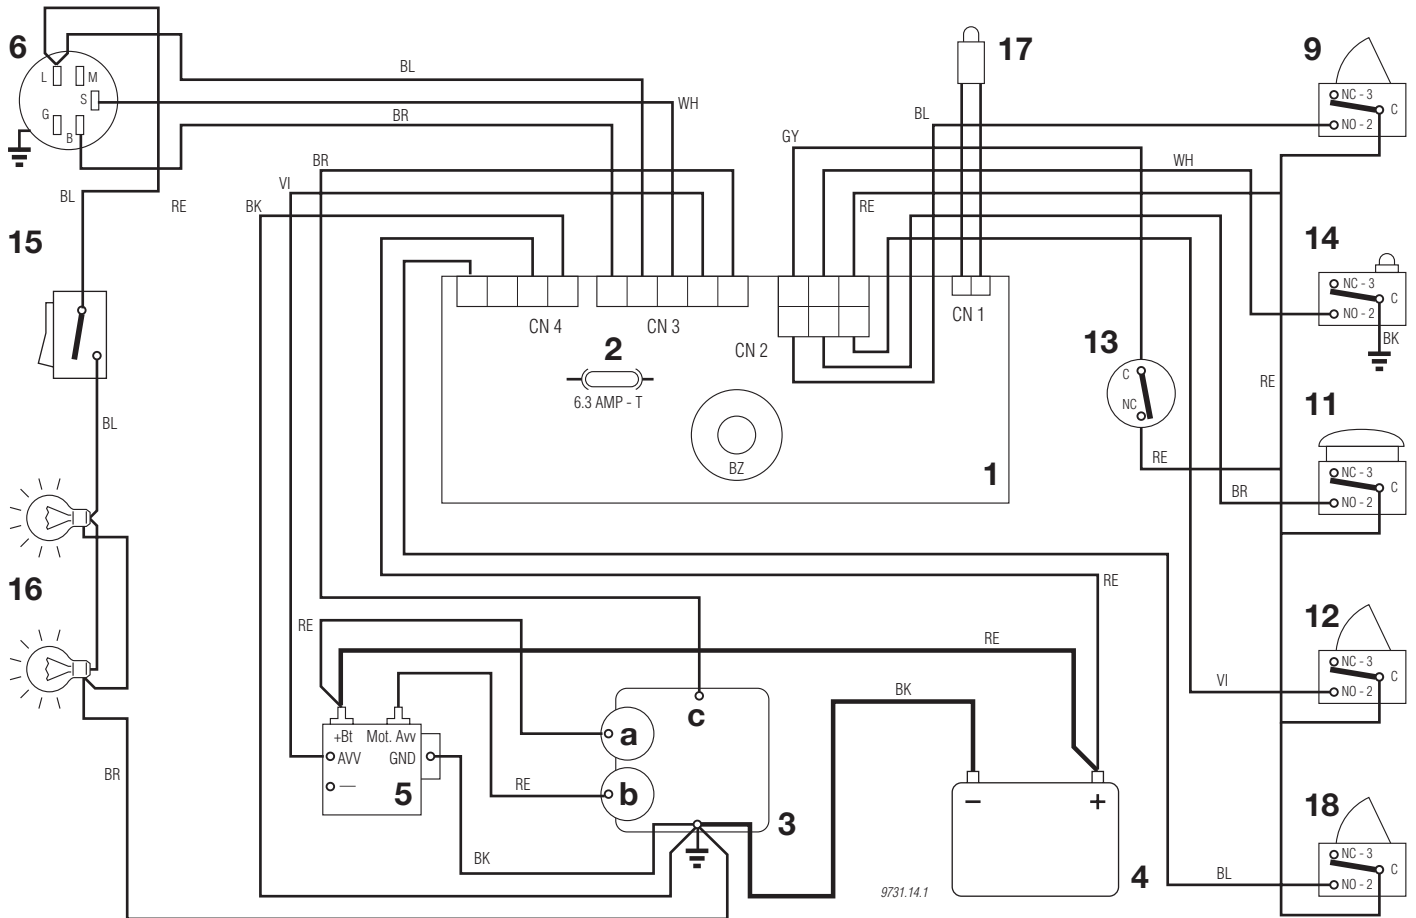 6
L
M
S
G
B
BL
WH
BR
17
9
NC - 3
C
NO - 2
BL
GY
WH
BR
VI
BK
RE
BL
RE
15
14
NC - 3
C
NO - 2
BK
CN 4
CN 3
CN 2
CN 1
2
6.3 AMP - T
BZ
1
13
C
NC
RE
RE
11
NC - 3
C
NO - 2
BR
BL
16
RE
RE
RE
12
NC - 3
C
NO - 2
VI
BK
+Bt
Mot. Avv
AVV
GND
—
5
RE
a
b
c
3
BK
BR
−
+
4
9731.14.1
18
NC - 3
C
NO - 2
BL